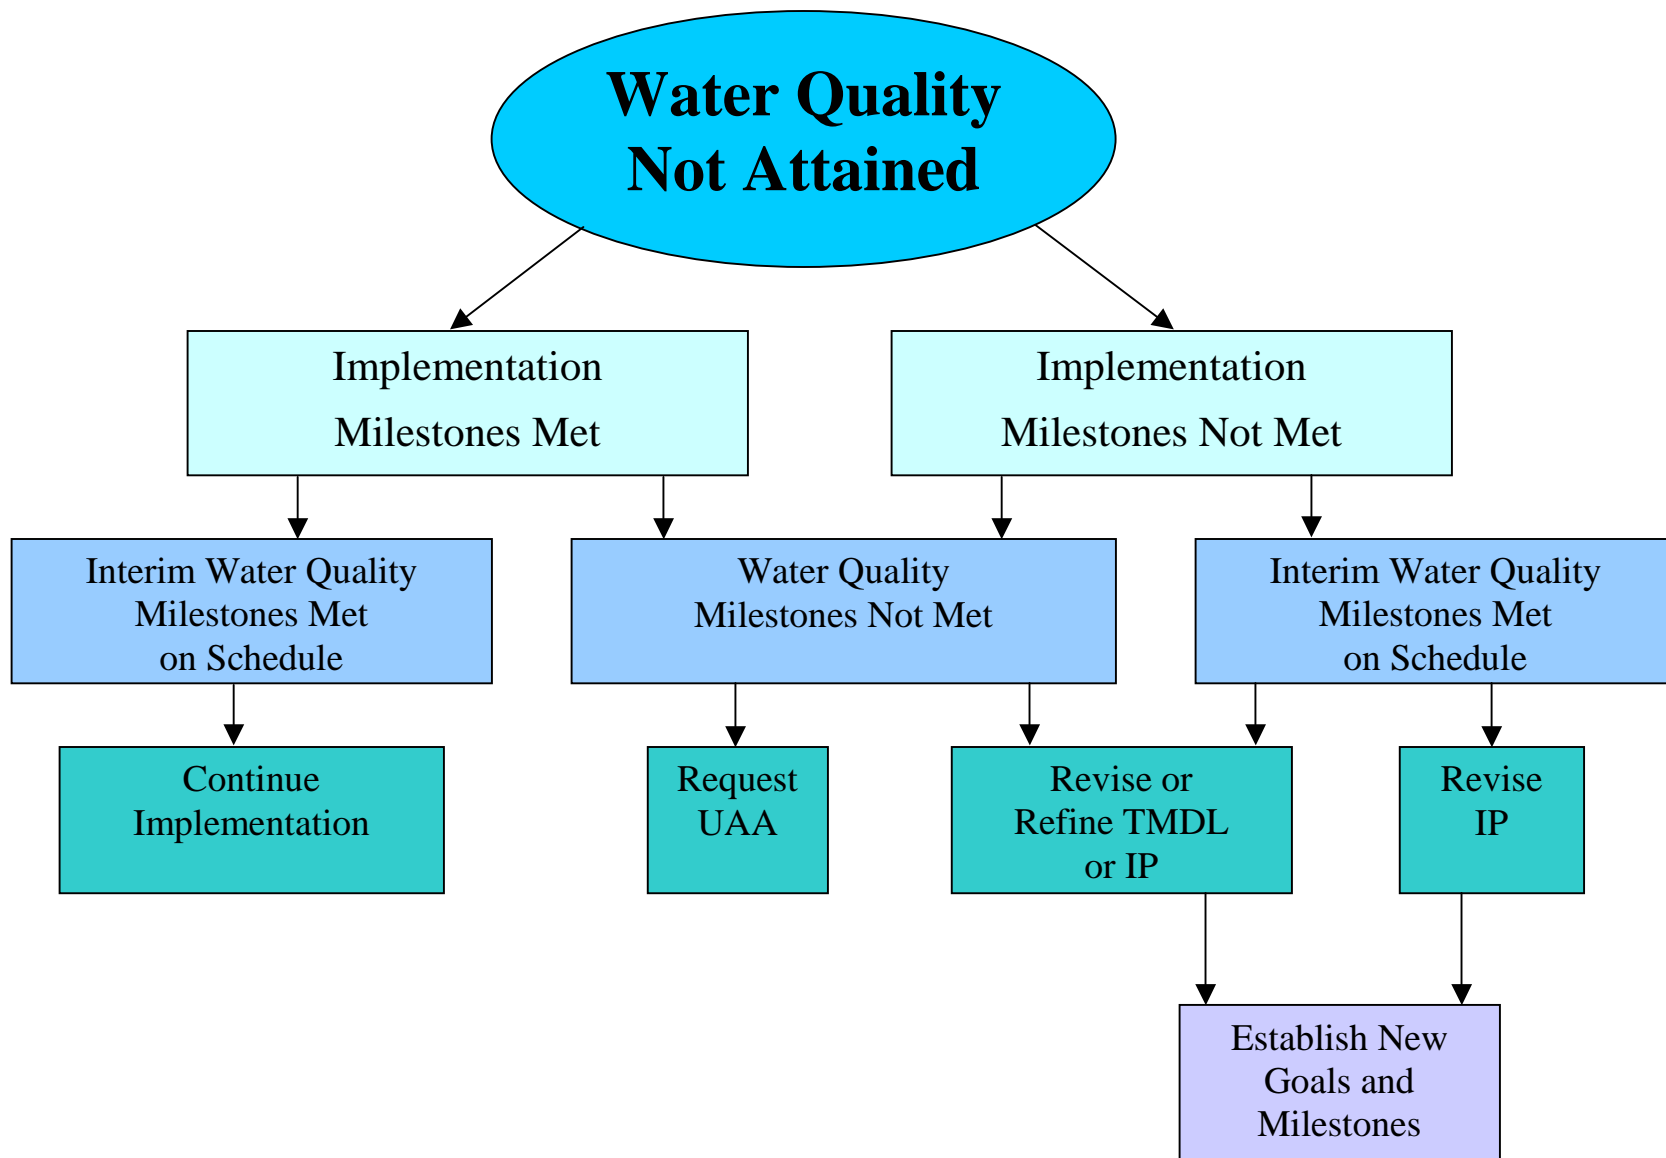 Water Quality
Not Attained
Implementation
Milestones Met
Implementation
Milestones Not Met
Interim Water Quality
Milestones Met
on Schedule
Water Quality
Milestones Not Met
Interim Water Quality
Milestones Met
on Schedule
Continue
Implementation
Request
UAA
Revise or
Refine TMDL
or IP
Revise
IP
Establish New
Goals and
Milestones